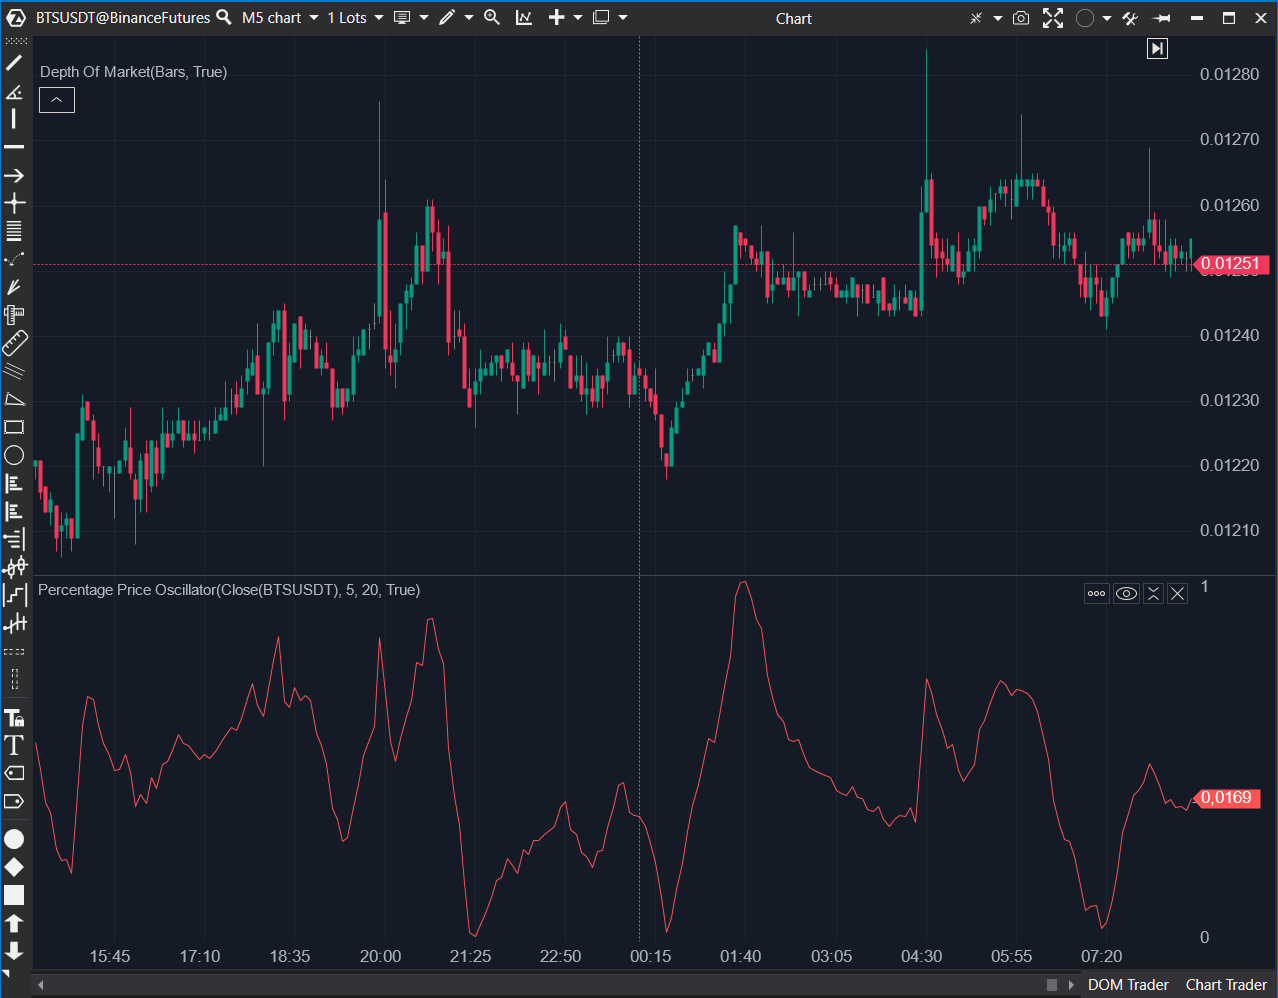 BTSUSDT@BinanceFutures M5 chart 1 Lots Chart
Depth Of Market(Bars, True)
0.01280
0.01270
0.01260
0.01251
0.01240
0.01230
0.01220
0.01210
Percentage Price Oscillator(Close(BTSUSDT), 5, 20, True)
1
0,0169
0
15:45 17:10 18:35 20:00 21:25 22:50 00:15 01:40 03:05 04:30 05:55 07:20
DOM Trader Chart Trader